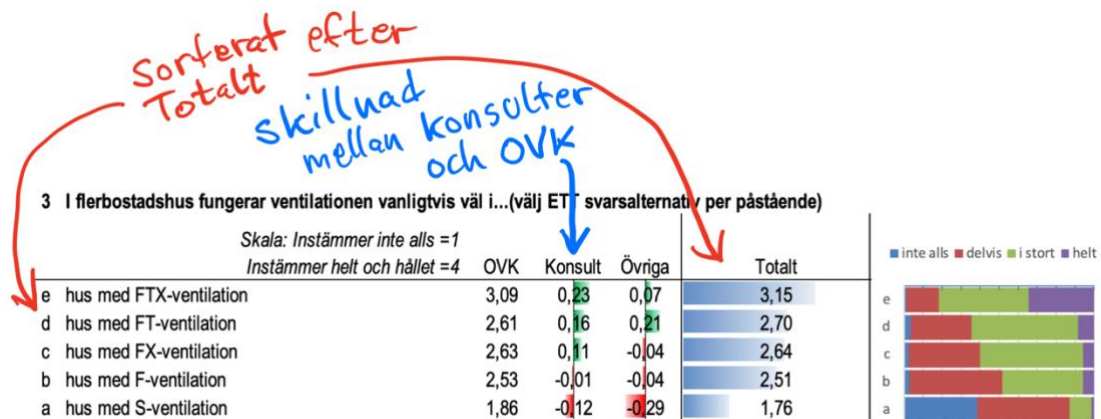 Sorterat efter
Totalt
skillnad
mellan konsulter
och OVK
3 I flerbostadshus fungerar ventilationen vanligtvis väl i...(välj ETT svarsalternativ per påstående)
Skala: Instämmer inte alls =1
Instämmer helt och hållet =4 OVK Konsult Övriga Totalt
inte alls delvis i stort helt
e hus med FTX-ventilation 3,09 0,23 0,07 3,15 e
d hus med FT-ventilation 2,61 0,16 0,21 2,70 d
c hus med FX-ventilation 2,63 0,11 -0,04 2,64 c
b hus med F-ventilation 2,53 -0,01 -0,04 2,51 b
a hus med S-ventilation 1,86 -0,12 -0,29 1,76 a